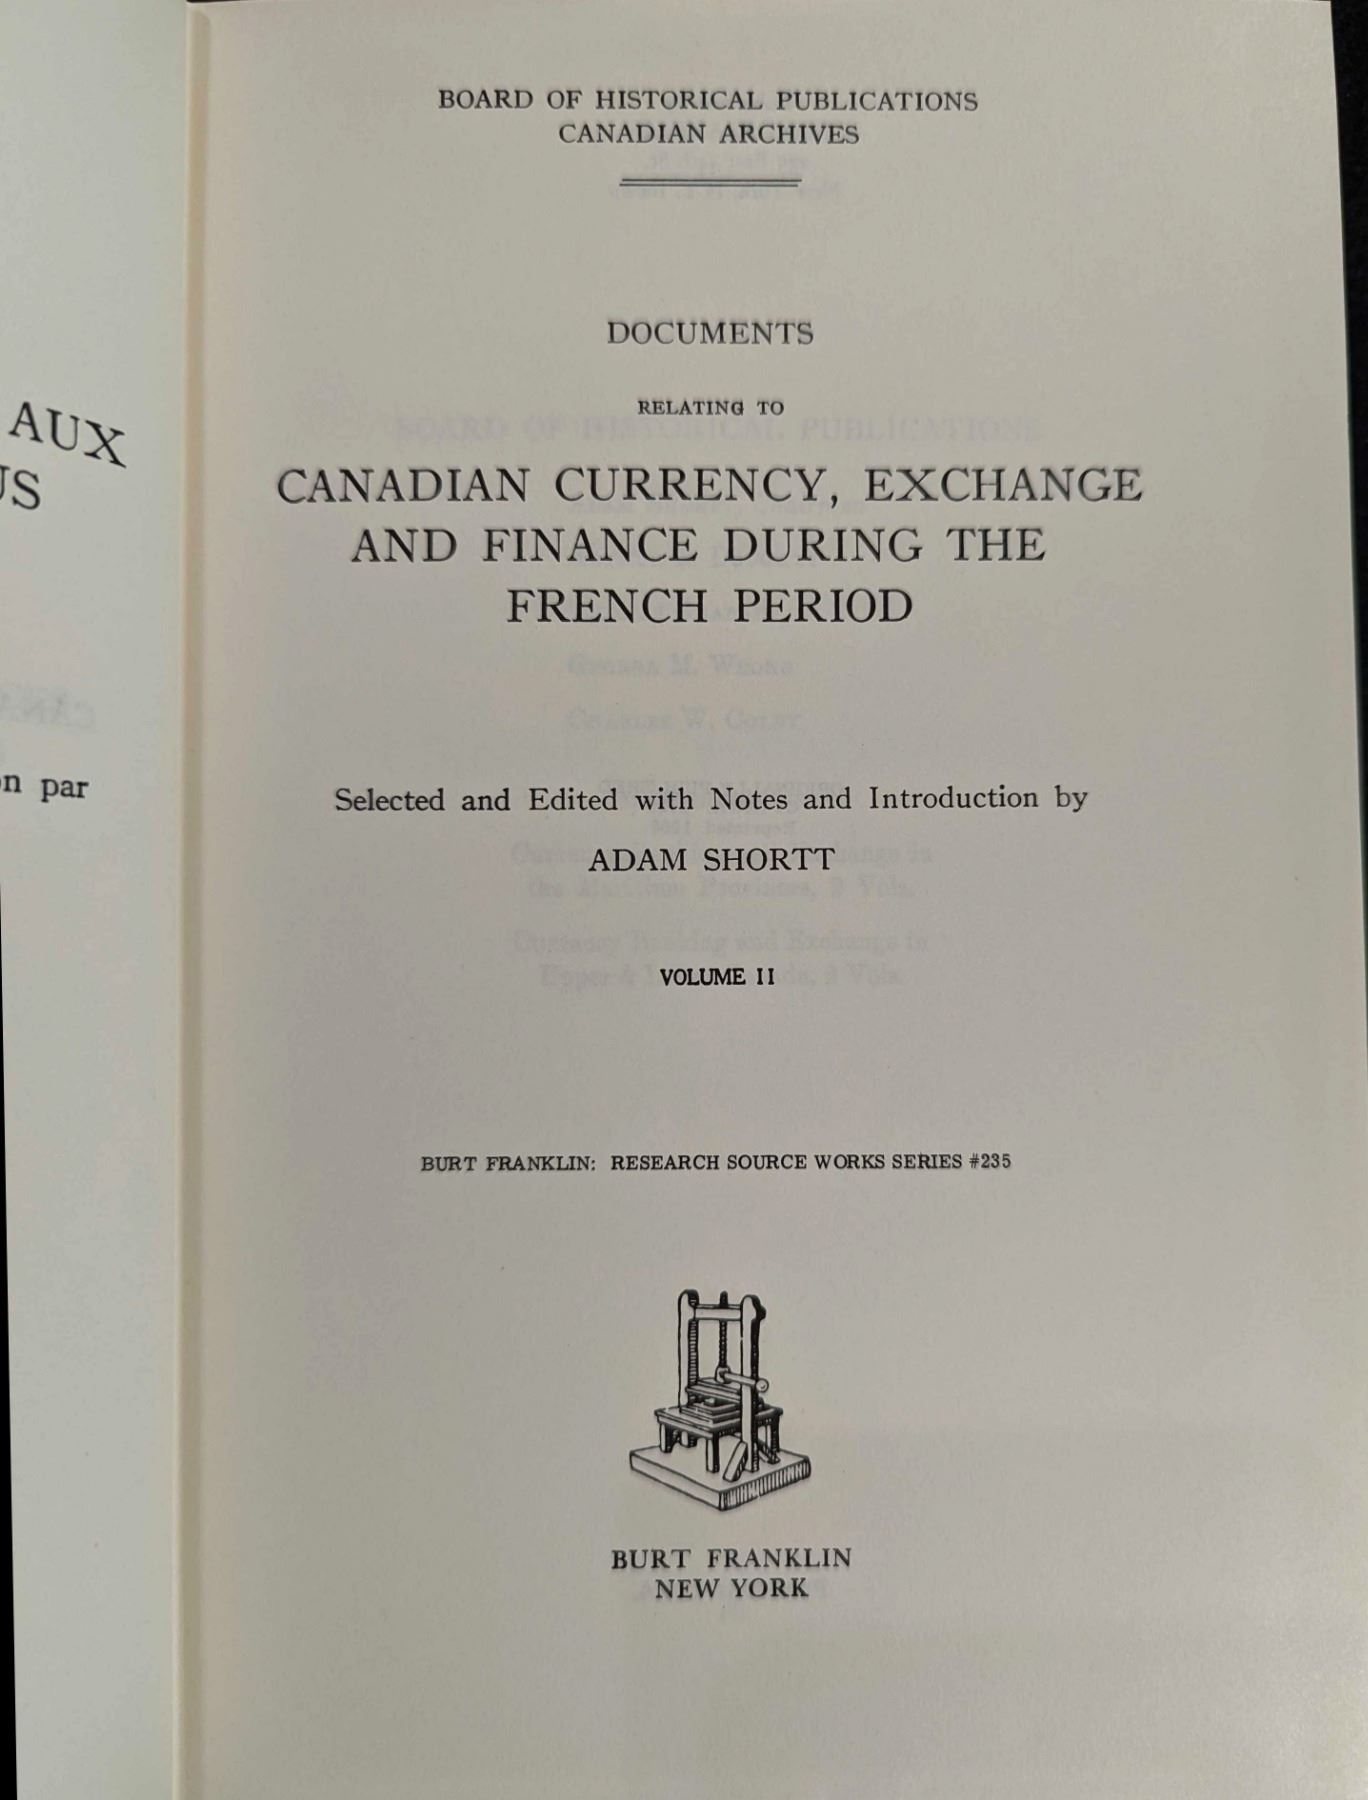 AUX
US
n par
BOARD OF HISTORICAL PUBLICATIONS
CANADIAN ARCHIVES
DOCUMENTS
RELATING TO
CANADIAN CURRENCY, EXCHANGE
AND FINANCE DURING THE
FRENCH PERIOD
Selected and Edited with Notes and Introduction by
ADAM SHORTT
VOLUME II
BURT FRANKLIN: RESEARCH SOURCE WORKS SERIES #235
BURT FRANKLIN
NEW YORK